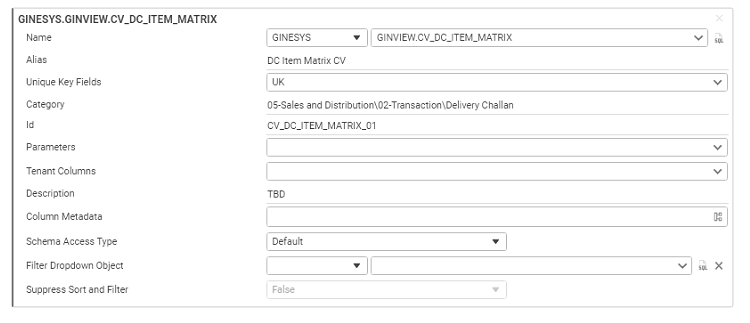 GINESYS.GINVIEW.CV_DC_ITEM_MATRIX
Name GINESYS GINVIEW.CV_DC_ITEM_MATRIX SQL
Alias DC Item Matrix CV
Unique Key Fields UK
Category 05-Sales and Distribution\02-Transaction\Delivery Challan
Id CV_DC_ITEM_MATRIX_01
Parameters
Tenant Columns
Description TBD
Column Metadata
Schema Access Type Default
Filter Dropdown Object SQL
Suppress Sort and Filter False